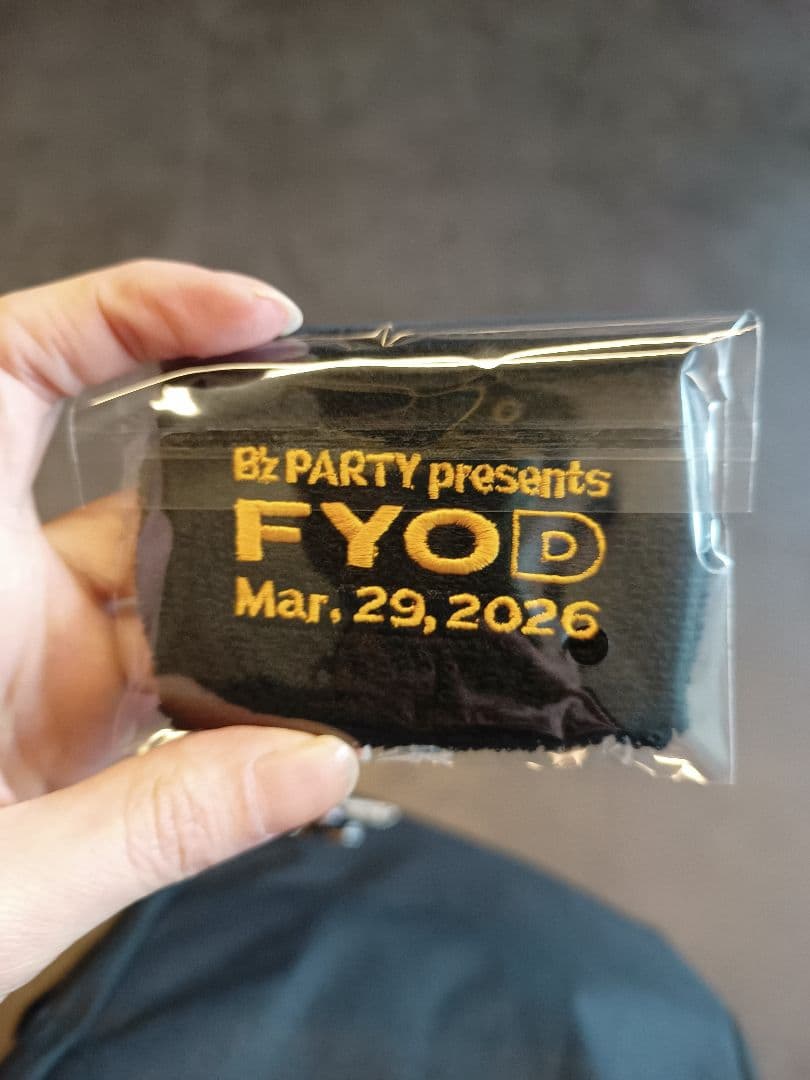 B'z PARTY presents
FYOD
Mar. 29, 2026